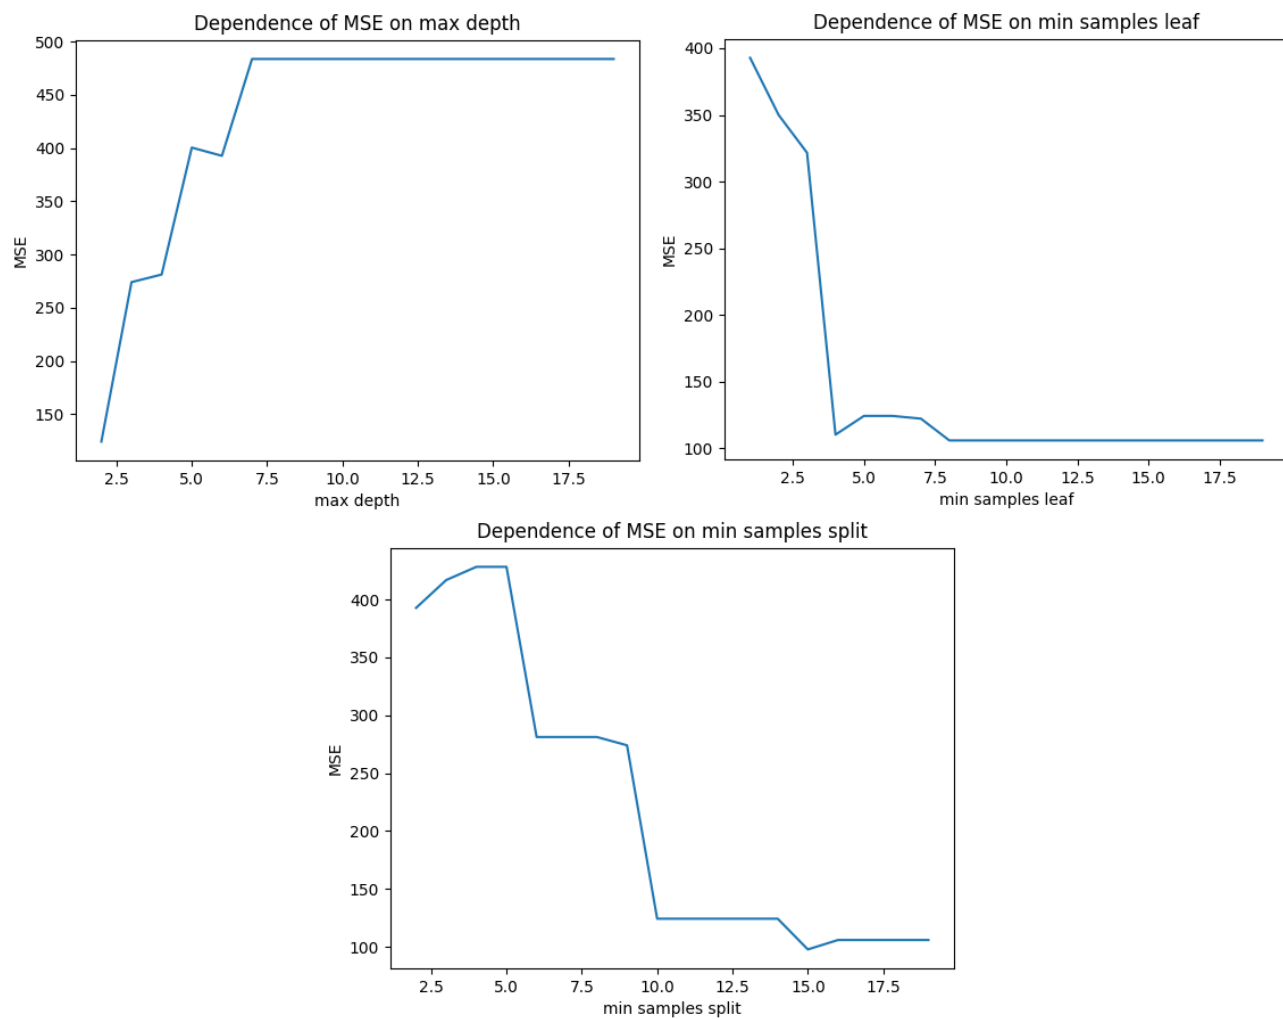 Dependence of MSE on max depth
500
450
400
350
300
250
200
150
MSE
2.5 5.0 7.5 10.0 12.5 15.0 17.5
max depth
Dependence of MSE on min samples leaf
400
350
300
250
200
150
100
MSE
2.5 5.0 7.5 10.0 12.5 15.0 17.5
min samples leaf
Dependence of MSE on min samples split
400
350
300
250
200
150
100
MSE
2.5 5.0 7.5 10.0 12.5 15.0 17.5
min samples split